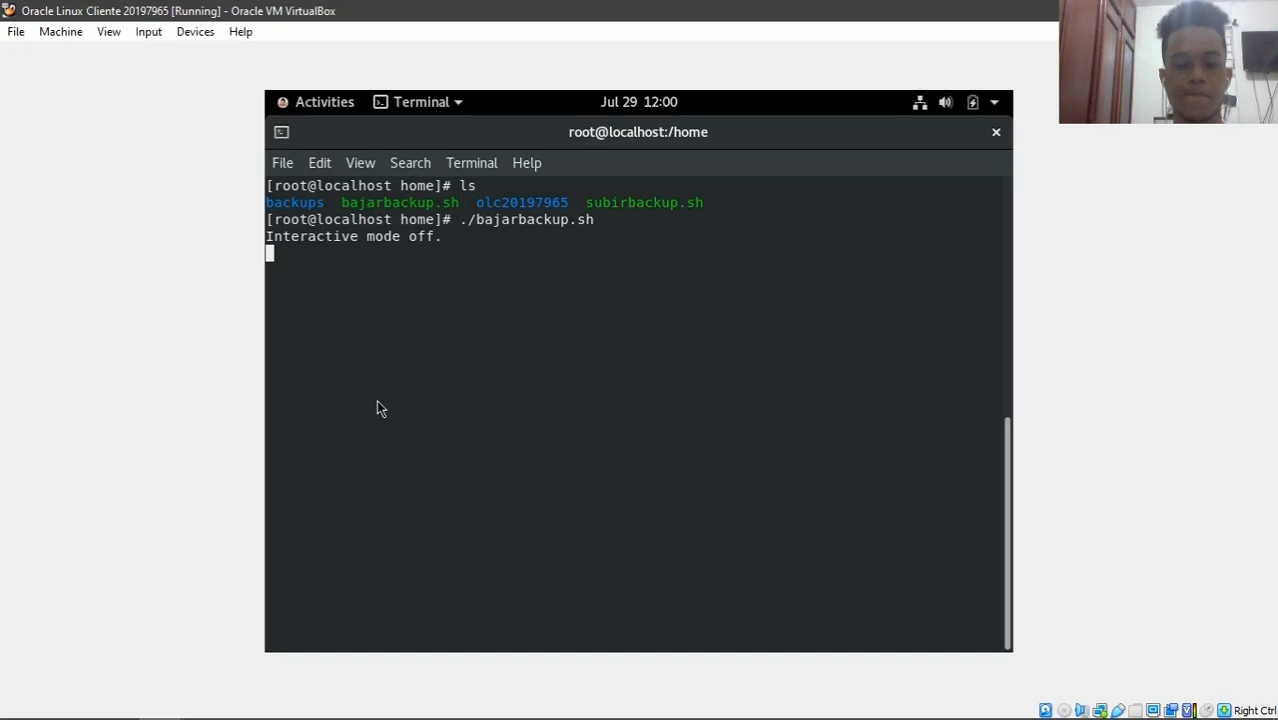 Oracle Linux Cliente 20197965 [Running] - Oracle VM VirtualBox
File Machine View Input Devices Help
Activities Terminal Jul 29 12:00
root@localhost:/home
File Edit View Search Terminal Help
[root@localhost home]# ls
backups bajarbackup.sh olc20197965 subirbackup.sh
[root@localhost home]# ./bajarbackup.sh
Interactive mode off.
Right Ctrl